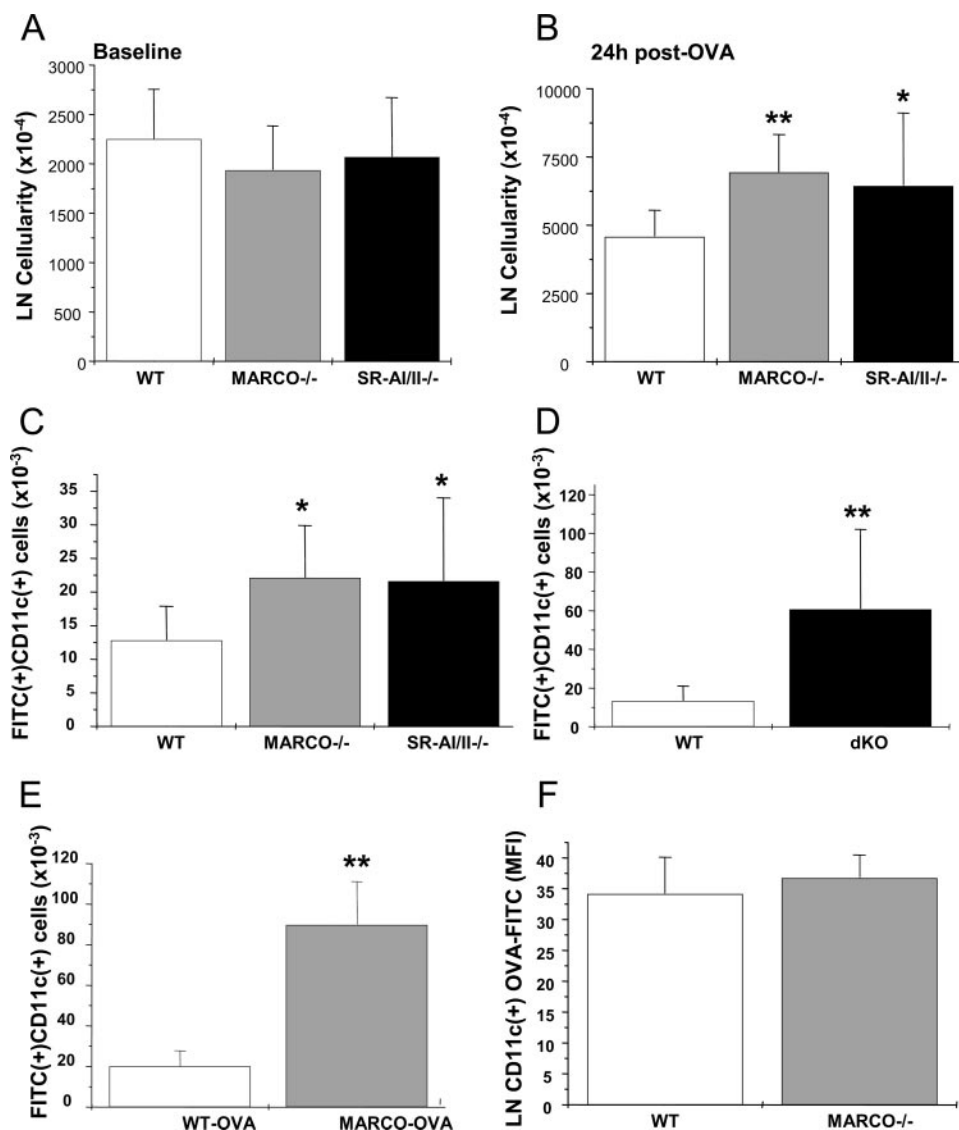 A
Baseline
LN Cellularity (x10-4)
3000
2500
2000
1500
1000
500
0
WT
MARCO-/-
SR-AI/II-/-
B
24h post-OVA
LN Cellularity (x10-4)
10000
7500
5000
2500
0
**
*
WT
MARCO-/-
SR-AI/II-/-
C
FITC(+)CD11c(+) cells (x10-3)
35
30
25
20
15
10
5
0
*
*
WT
MARCO-/-
SR-AI/II-/-
D
FITC(+)CD11c(+) cells (x10-3)
120
100
80
60
40
20
0
**
WT
dKO
E
FITC(+)CD11c(+) cells (x10-3)
120
100
80
60
40
20
0
**
WT-OVA
MARCO-OVA
F
LN CD11c(+) OVA-FITC (MFI)
40
35
30
25
20
15
10
5
0
WT
MARCO-/-